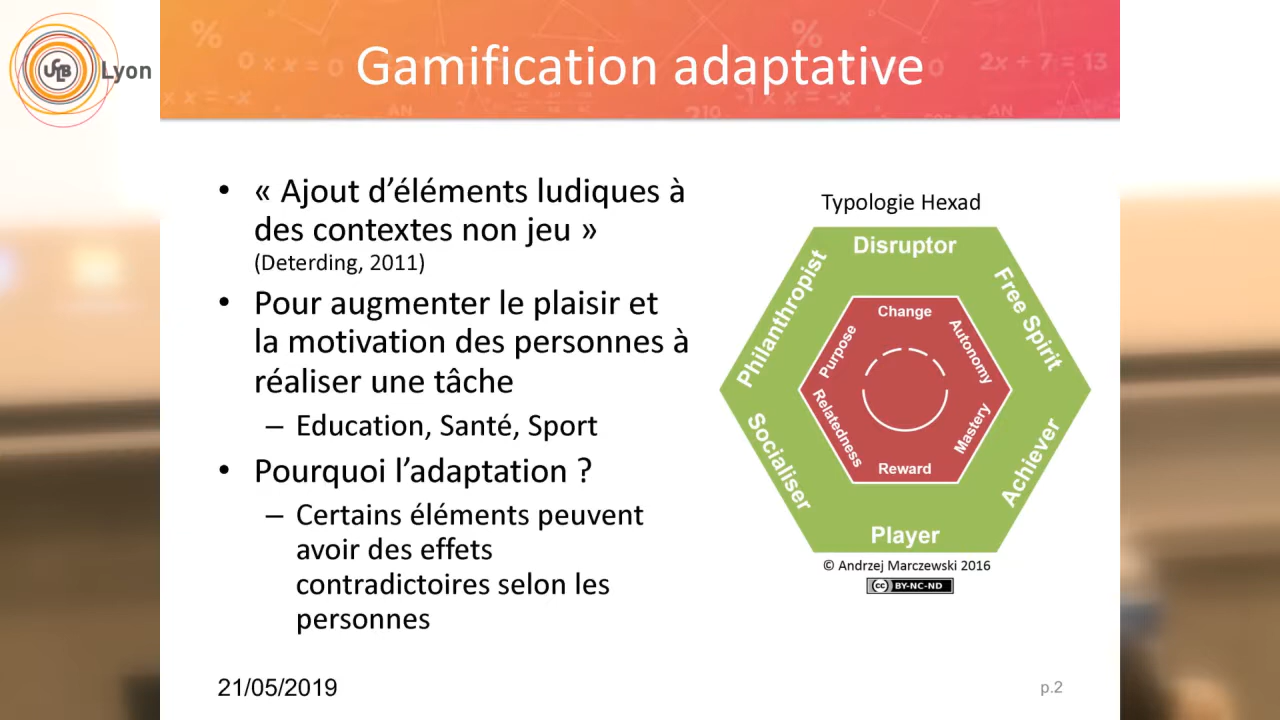 USLB Lyon
Gamification adaptative
• « Ajout d’éléments ludiques à
des contextes non jeu »
(Deterding, 2011)
• Pour augmenter le plaisir et
la motivation des personnes à
réaliser une tâche
– Education, Santé, Sport
• Pourquoi l’adaptation ?
– Certains éléments peuvent
avoir des effets
contradictoires selon les
personnes
Typologie Hexad
Disruptor
Philanthropist
Free Spirit
Change
Purpose
Autonomy
Relatedness
Mastery
Reward
Socialiser
Achiever
Player
© Andrzej Marczewski 2016
cc BY-NC-ND
21/05/2019
p.2